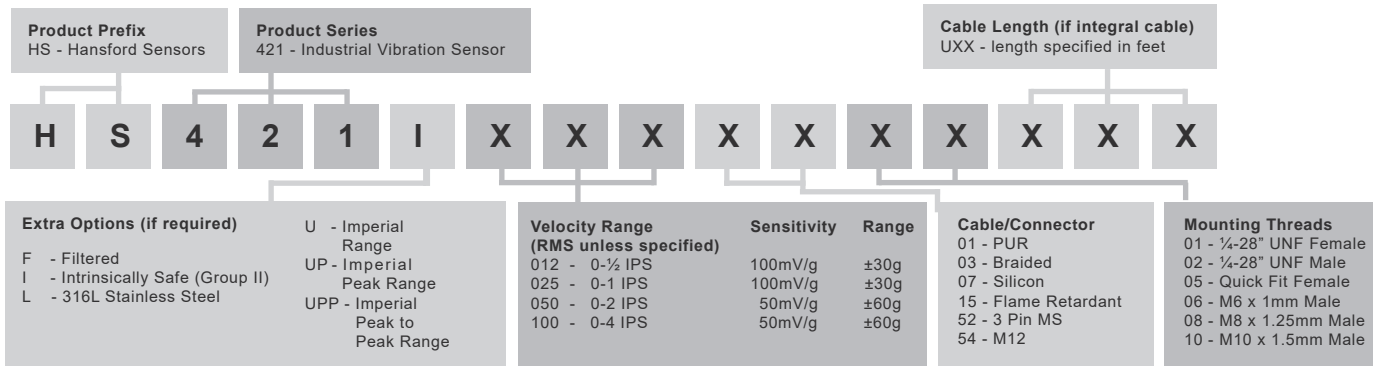 Product Prefix
HS - Hansford Sensors
Product Series
421 - Industrial Vibration Sensor
Cable Length (if integral cable)
UXX - length specified in feet
H S 4 2 1 I X X X X X X X X X X
Extra Options (if required)
F - Filtered
I - Intrinsically Safe (Group II)
L - 316L Stainless Steel
U - Imperial
Range
UP - Imperial
Peak Range
UPP - Imperial
Peak to
Peak Range
Velocity Range Sensitivity Range
(RMS unless specified)
012 - 0-½ IPS 100mV/g ±30g
025 - 0-1 IPS 100mV/g ±30g
050 - 0-2 IPS 50mV/g ±60g
100 - 0-4 IPS 50mV/g ±60g
Cable/Connector
01 - PUR
03 - Braided
07 - Silicon
15 - Flame Retardant
52 - 3 Pin MS
54 - M12
Mounting Threads
01 - ¼-28” UNF Female
02 - ¼-28” UNF Male
05 - Quick Fit Female
06 - M6 x 1mm Male
08 - M8 x 1.25mm Male
10 - M10 x 1.5mm Male